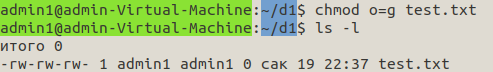 admin1@admin-Virtual-Machine:~/d1$ chmod o=g test.txt
admin1@admin-Virtual-Machine:~/d1$ ls -l
итого 0
-rw-rw-rw- 1 admin1 admin1 0 сак 19 22:37 test.txt